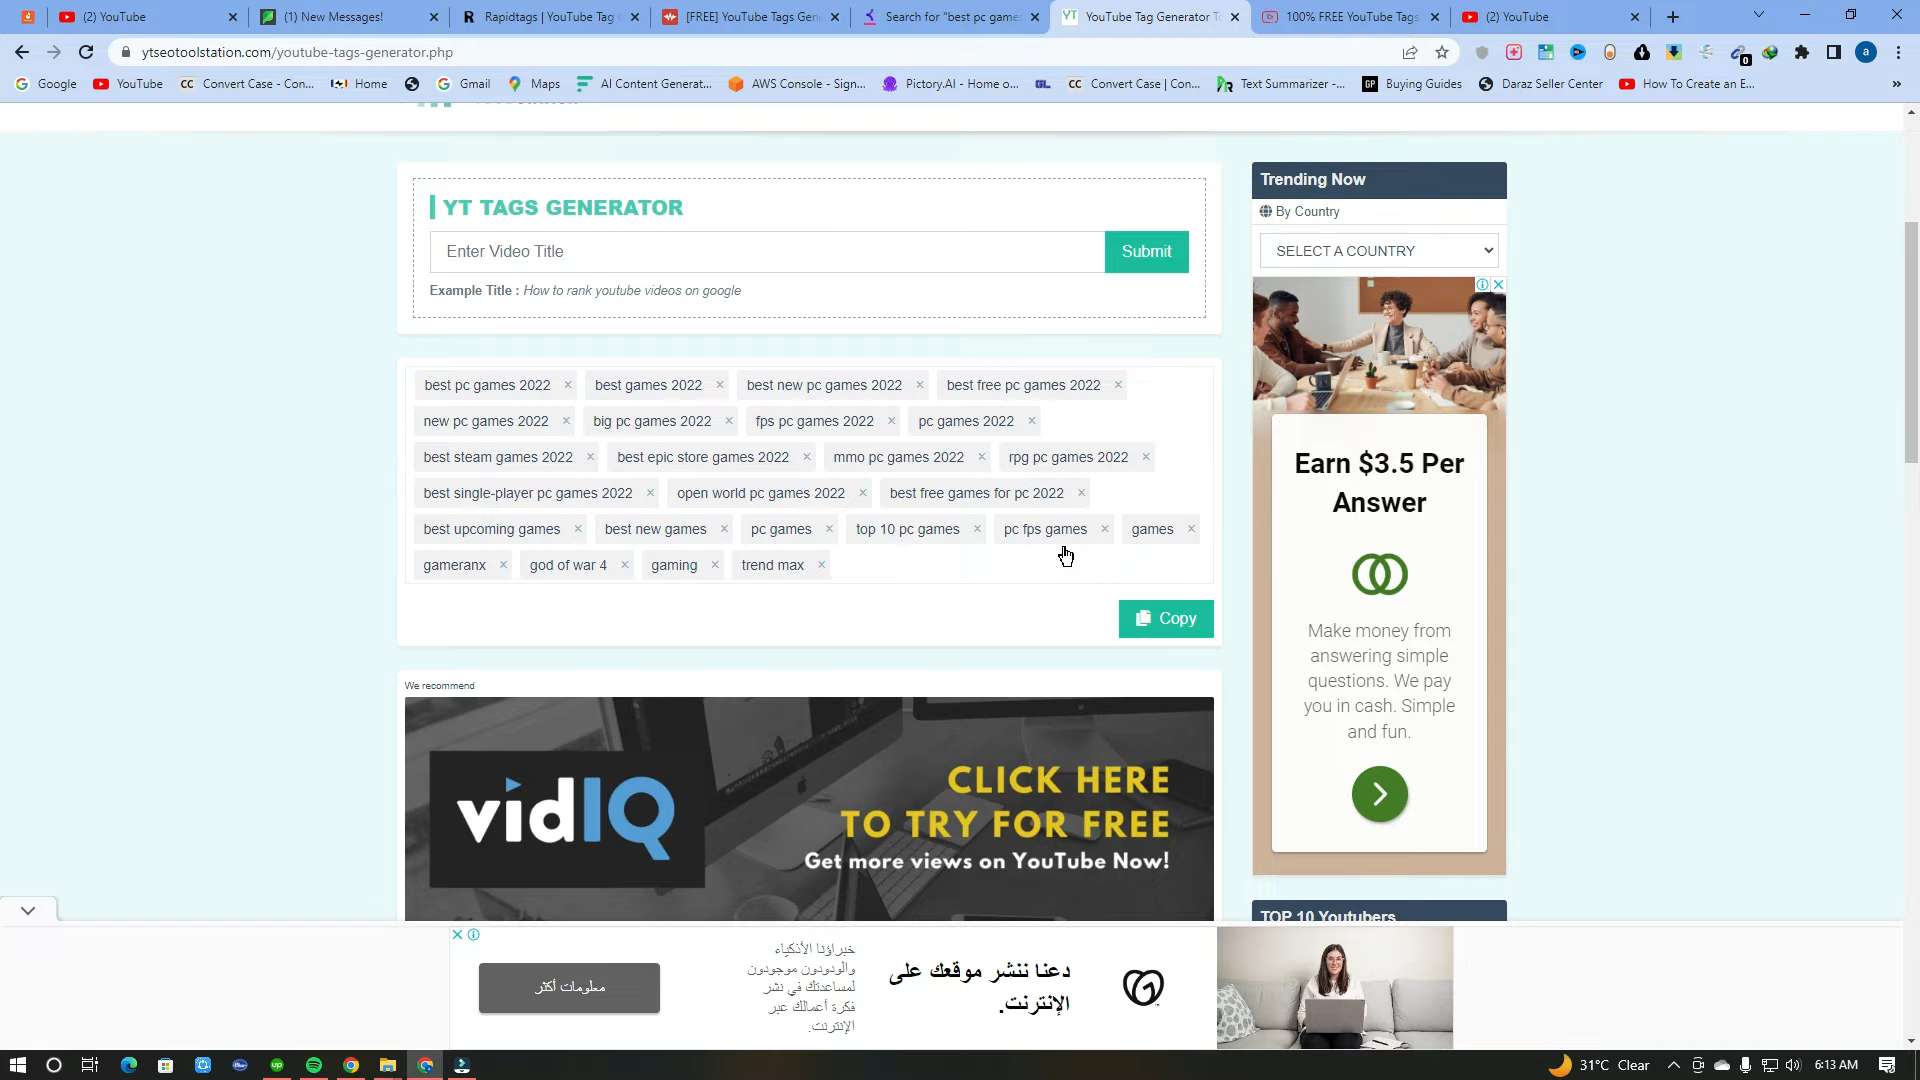 (2) YouTube
(1) New Messages!
Rapidtags | YouTube Tag
[FREE] YouTube Tags Gen
Search for "best pc game
YouTube Tag Generator To
100% FREE YouTube Tags
(2) YouTube
ytseotoolstation.com/youtube-tags-generator.php
0
a
Google
YouTube
Convert Case - Con...
Home
Gmail
Maps
AI Content Generat...
AWS Console - Sign...
Pictory.AI - Home o...
GL
Convert Case | Con...
Text Summarizer -...
Buying Guides
Daraz Seller Center
How To Create an E...
YT TAGS GENERATOR
Enter Video Title
Submit
Example Title : How to rank youtube videos on google
best pc games 2022 × best games 2022 × best new pc games 2022 × best free pc games 2022 ×
new pc games 2022 × big pc games 2022 × fps pc games 2022 × pc games 2022 ×
best steam games 2022 × best epic store games 2022 × mmo pc games 2022 × rpg pc games 2022 ×
best single-player pc games 2022 × open world pc games 2022 × best free games for pc 2022 ×
best upcoming games × best new games × pc games × top 10 pc games × pc fps games × games ×
gameranx × god of war 4 × gaming × trend max ×
Copy
We recommend
vidIQ
CLICK HERE
TO TRY FOR FREE
Get more views on YouTube Now!
Trending Now
By Country
SELECT A COUNTRY
Earn $3.5 Per
Answer
Make money from
answering simple
questions. We pay
you in cash. Simple
and fun.
TOP 10 Youtubers
معلومات أكثر
خبراؤنا الأذكياء
والودودون موجودون
لمساعدتك في نشر
فكرة أعمالك عبر
الإنترنت.
دعنا ننشر موقعك على
الإنترنت.
31°C Clear
6:13 AM